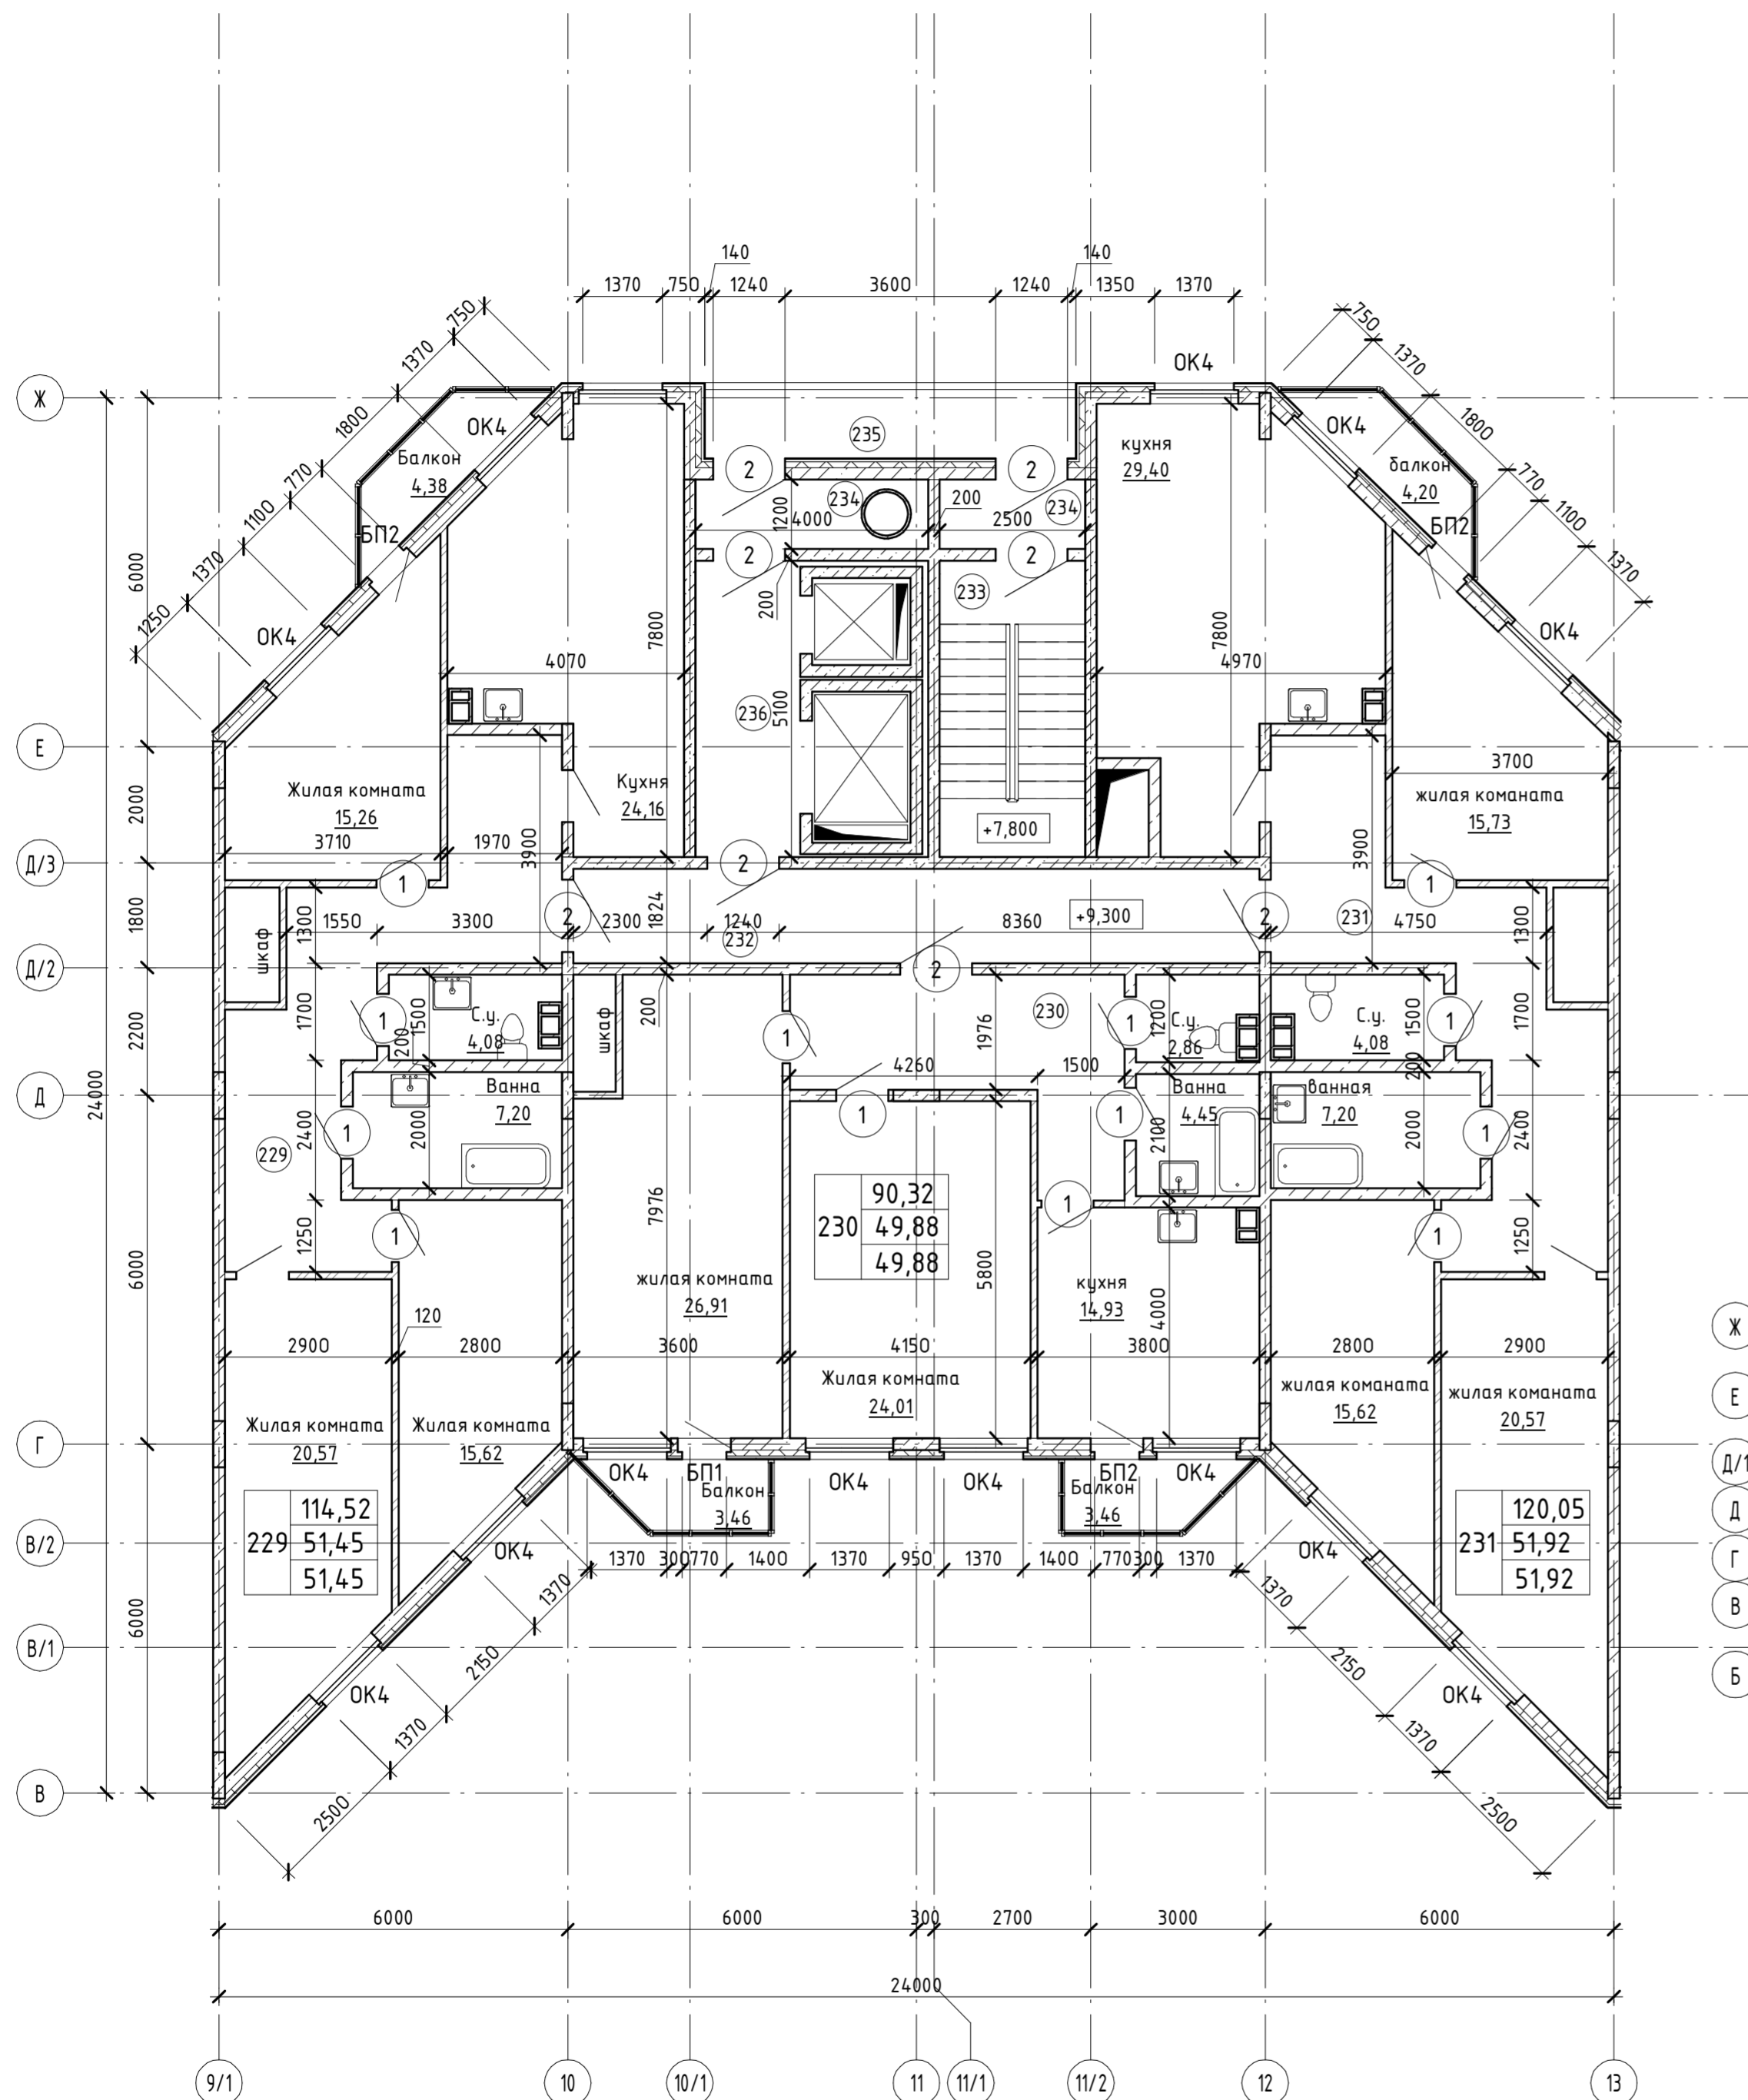 140
140
1370 750 1240 3600 1240 1350 1370
750
750
1370
1370
ОК4
1800
1800
770
770
1100
1100
1370
1370
1250
Ж
Е
Д/3
Д/2
Д
Г
В/2
В/1
В
6000
2000
1800
2200
6000
6000
24000
ОК4
Балкон
4,38
БП2
ОК4
235
2
2
234
234
1200
4000
200
2500
2
2
200
233
кухня
29,40
ОК4
балкон
4,20
БП2
ОК4
7800
7800
4070
4970
5100
236
3700
Жилая комната
15,26
Кухня
24,16
жилая команата
15,73
3710
1970
3900
3900
+7,800
1
2
1
1300
1550
3300
2
2300
1824
1240
232
8360
+9,300
2
231
4750
1300
шкаф
2
1700
1
1500
200
С.у.
4,08
шкаф
200
1
1976
230
1
1200
С.у.
2,86
С.у.
4,08
1500
200
1
1700
4260
1500
Ванна
7,20
1
Ванна
4,45
ванная
7,20
1
2400
1
2000
1
2100
2000
1
2400
229
90,32
230
49,88
49,88
1
1
1
1250
1250
7976
5800
4000
жилая комната
26,91
кухня
14,93
120
2900
2800
3600
4150
3800
2800
2900
Жилая комната
24,01
жилая команата
15,62
жилая команата
20,57
Жилая комната
20,57
Жилая комната
15,62
ОК4
БП1
Балкон
3,46
ОК4
ОК4
БП2
Балкон
3,46
ОК4
114,52
229
51,45
51,45
120,05
231
51,92
51,92
ОК4
ОК4
1370 300 770 1400 1370 950 1370 1400 770 300 1370
1370
1370
2150
2150
ОК4
ОК4
1370
1370
2500
2500
Ж
Е
Д/1
Д
Г
В
Б
6000 6000 300 2700 3000 6000
24000
9/1 10 10/1 11 11/1 11/2 12 13